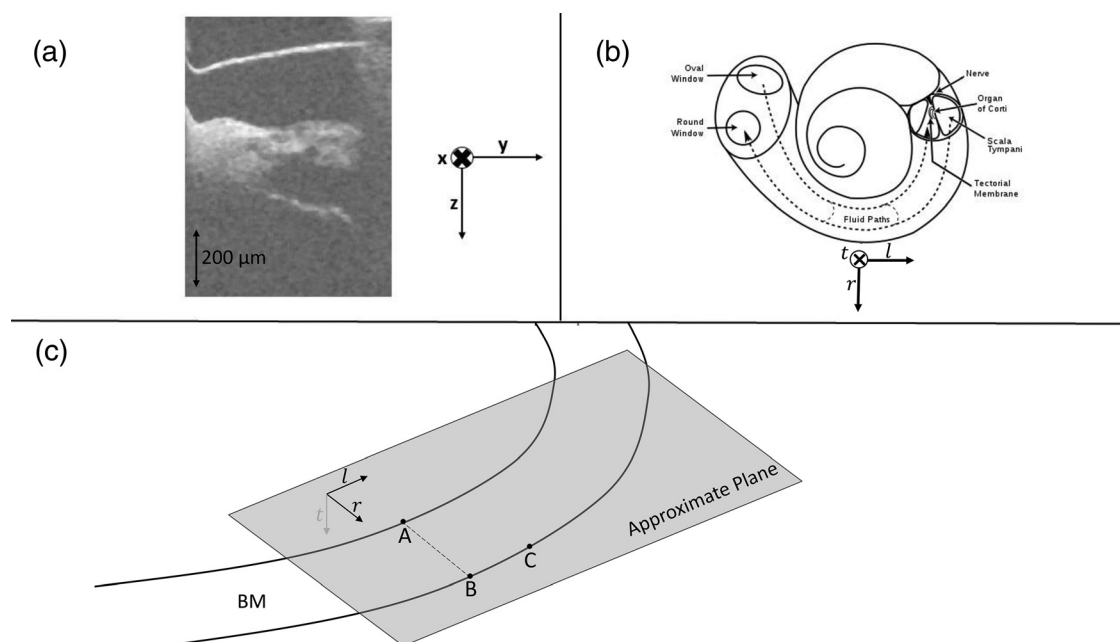 (a)
x
y
z
200 μm
(b)
Oval
Window
Round
Window
Nerve
Organ
of Corti
Scala
Tympani
Tectorial
Membrane
Fluid Paths
t
l
r
(c)
l
r
t
A
B
C
BM
Approximate Plane